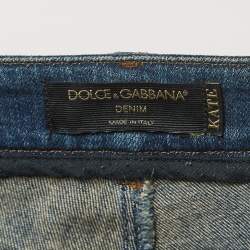 DOLCE & GABBANA®
DENIM
MADE IN ITALY
KATE